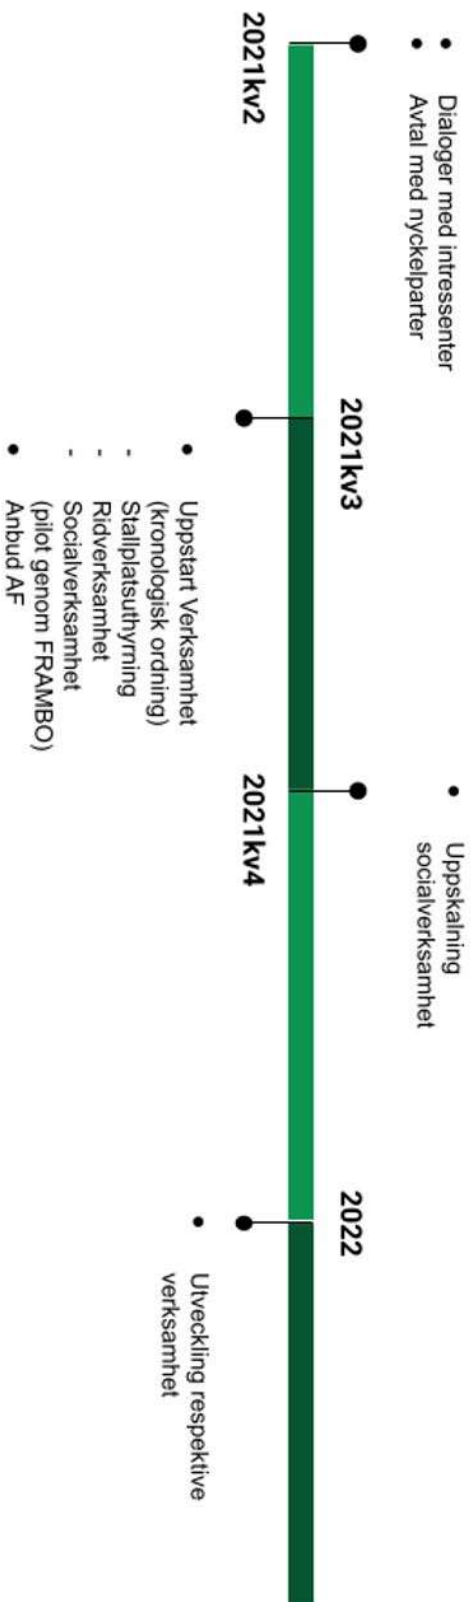 • Dialoger med intressenter
• Avtal med nyckelparter
2021kv2
2021kv3
• Uppstart Verksamhet
(kronologisk ordning)
- Stallplatsuthyrning
- Ridverksamhet
- Socialverksamhet
(pilot genom FRAMBO)
• Anbud AF
• Uppskalning
socialverksamhet
2021kv4
2022
• Utveckling respektive
verksamhet